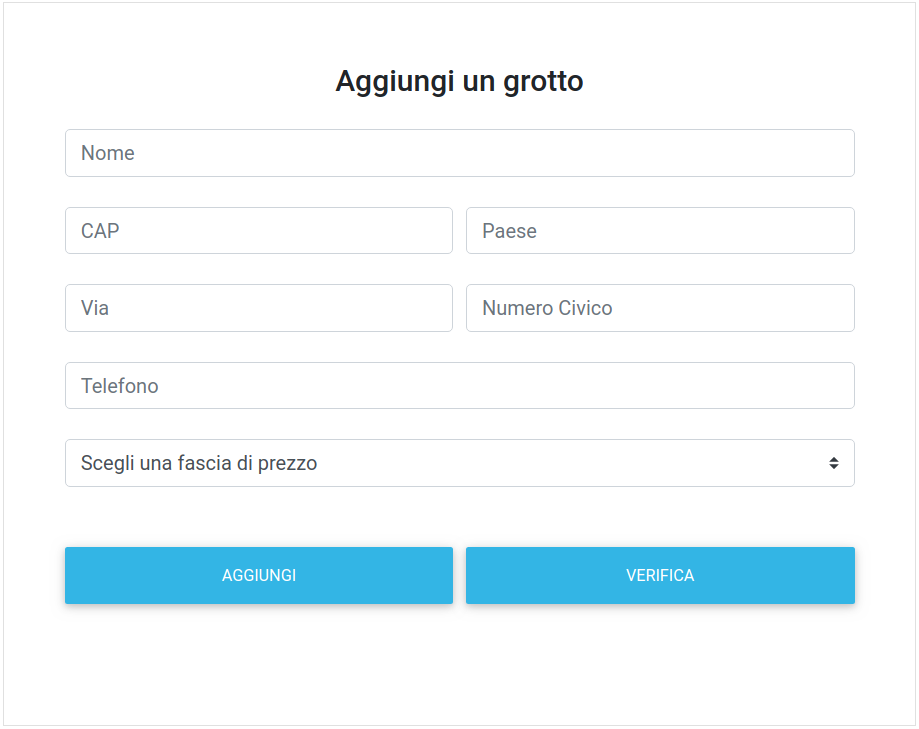 Aggiungi un grotto
Nome
CAP
Paese
Via
Numero Civico
Telefono
Scegli una fascia di prezzo
AGGIUNGI
VERIFICA